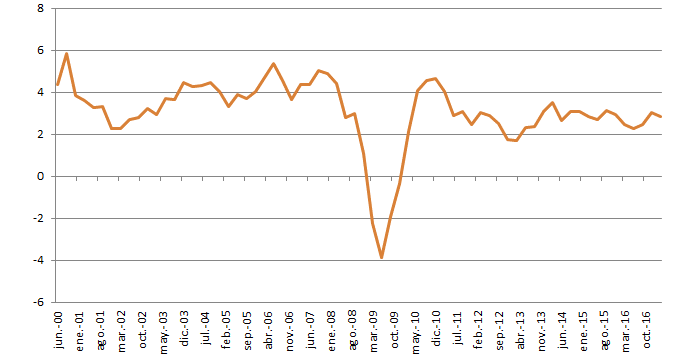 8
6
4
2
0
-2
-4
-6
jun.-00
ene.-01
ago.-01
mar.-02
oct.-02
may.-03
dic.-03
jul.-04
feb.-05
sep.-05
abr.-06
nov.-06
jun.-07
ene.-08
ago.-08
mar.-09
oct.-09
may.-10
dic.-10
jul.-11
feb.-12
sep.-12
abr.-13
nov.-13
jun.-14
ene.-15
ago.-15
mar.-16
oct.-16